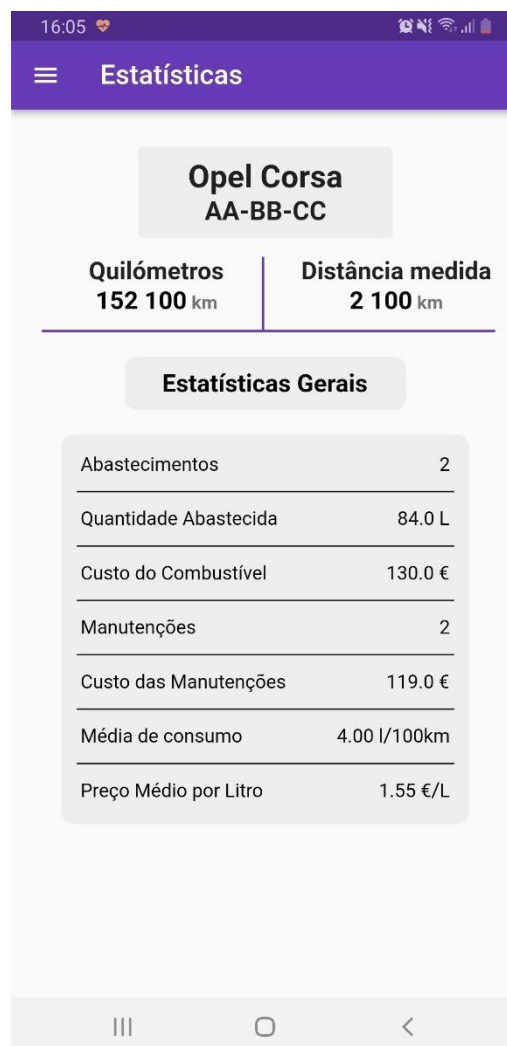 16:05
Estatísticas
Opel Corsa
AA-BB-CC
Quilómetros
152 100 km
Distância medida
2 100 km
Estatísticas Gerais
Abastecimentos 2
Quantidade Abastecida 84.0 L
Custo do Combustível 130.0 €
Manutenções 2
Custo das Manutenções 119.0 €
Média de consumo 4.00 l/100km
Preço Médio por Litro 1.55 €/L